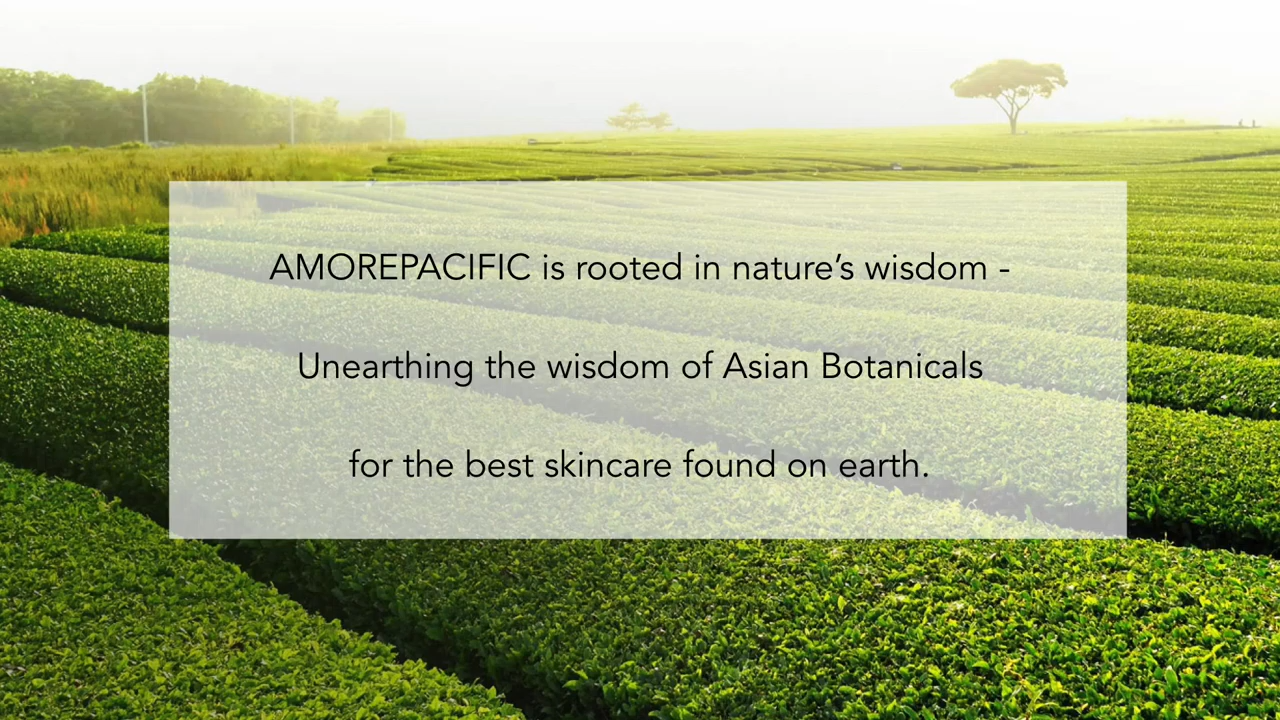 AMOREPACIFIC is rooted in nature’s wisdom -
Unearthing the wisdom of Asian Botanicals
for the best skincare found on earth.